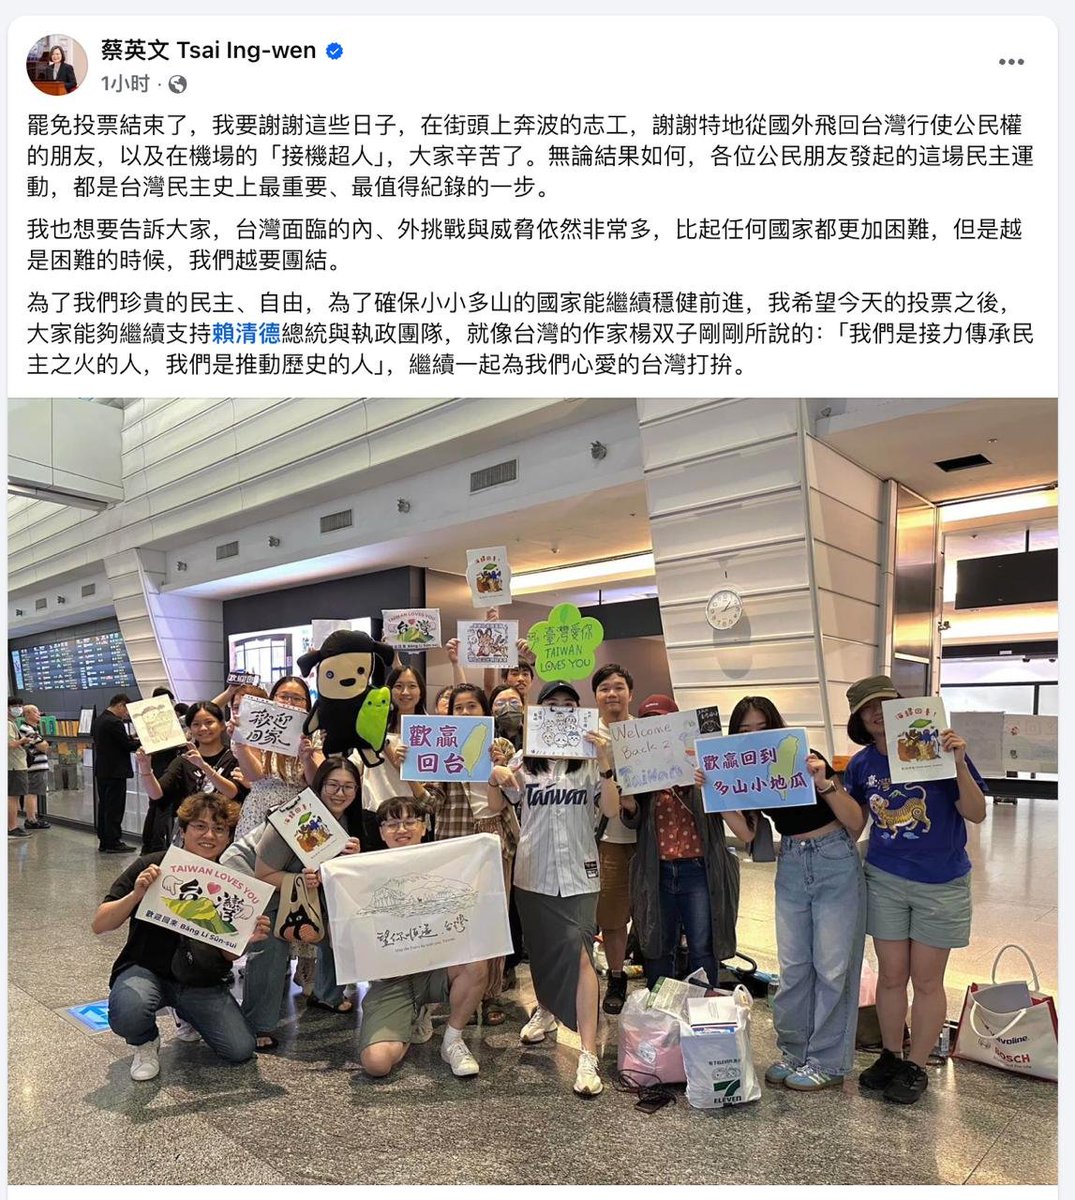 蔡英文 Tsai Ing-wen
1小时
罷免投票結束了，我要謝謝這些日子，在街頭上奔波的志工，謝謝特地從國外飛回台灣行使公民權
的朋友，以及在機場的「接機超人」，大家辛苦了。無論結果如何，各位公民朋友發起的這場民主運
動，都是台灣民主史上最重要、最值得紀錄的一步。
我也想要告訴大家，台灣面臨的內、外挑戰與威脅依然非常多，比起任何國家都更加困難，但是越
是困難的時候，我們越要團結。
為了我們珍貴的民主、自由，為了確保小小多山的國家能繼續穩健前進，我希望今天的投票之後，
大家能夠繼續支持賴清德總統與執政團隊，就像台灣的作家楊双子剛剛所說的：「我們是接力傳承民
主之火的人，我們是推動歷史的人」，繼續一起為我們心愛的台灣打拚。
TAIWAN LOVES YOU
台灣
臺灣愛你
TAIWAN
LOVES YOU
歡迎
回家
歡贏
回台
Welcome
Back 2
Taiwan
歡贏回到
多山小地瓜
TAIWAN
TAIWAN LOVES YOU
台灣
歡迎回來 Bang Li Sun-sui
望你順遂 台灣
7
ELEVEN
BOSCH